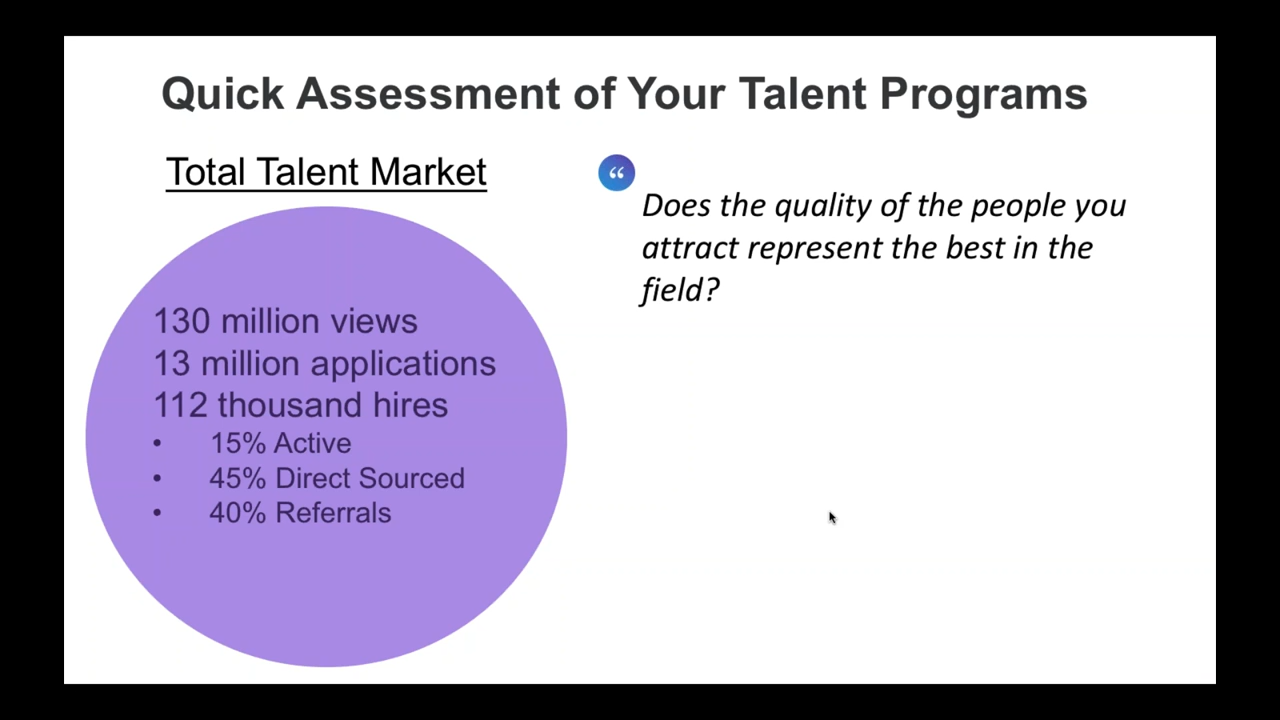 Quick Assessment of Your Talent Programs
Total Talent Market
130 million views
13 million applications
112 thousand hires
• 15% Active
• 45% Direct Sourced
• 40% Referrals
“
Does the quality of the people you
attract represent the best in the
field?